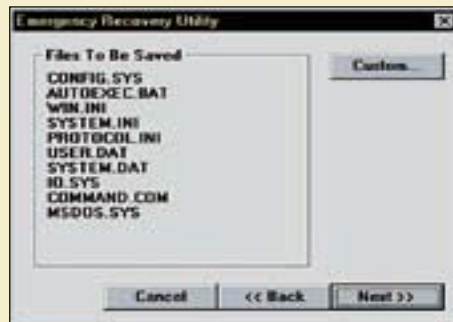 Emergency Recovery Utility
Files To Be Saved
CONFIG.SYS
AUTOEXEC.BAT
WIN.INI
SYSTEM.INI
PROTOCOL.INI
USER.DAT
SYSTEM.DAT
IO.SYS
COMMAND.COM
MSDOS.SYS
Custom...
Cancel
<< Back
Next >>